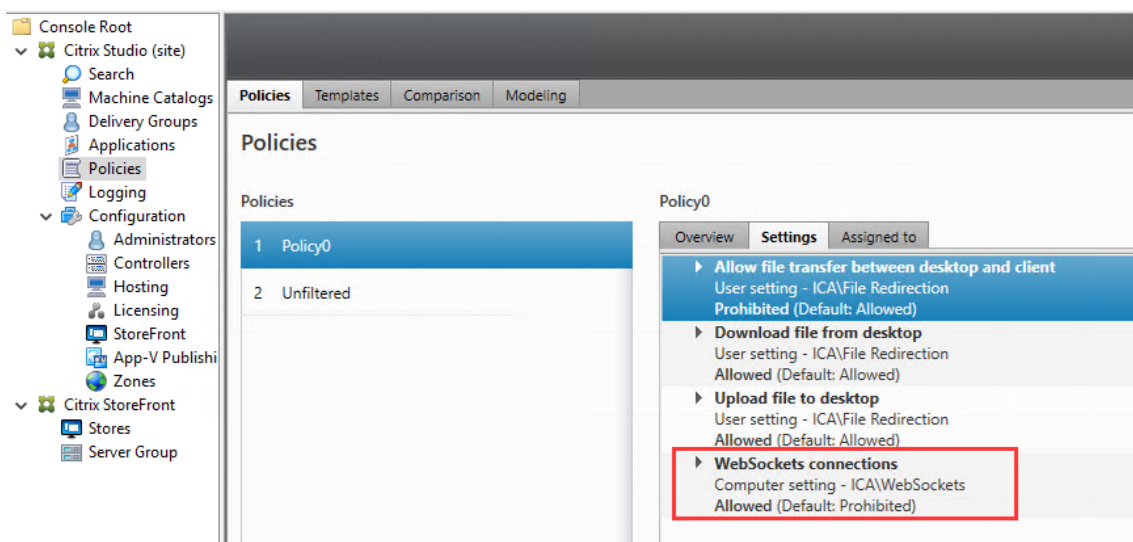 Console Root
Citrix Studio (site)
Search
Machine Catalogs
Delivery Groups
Applications
Policies
Logging
Configuration
Administrators
Controllers
Hosting
Licensing
StoreFront
App-V Publishi
Zones
Citrix StoreFront
Stores
Server Group
Policies Templates Comparison Modeling
Policies
Policies
1 Policy0
2 Unfiltered
Policy0
Overview Settings Assigned to
Allow file transfer between desktop and client
User setting - ICA\File Redirection
Prohibited (Default: Allowed)
Download file from desktop
User setting - ICA\File Redirection
Allowed (Default: Allowed)
Upload file to desktop
User setting - ICA\File Redirection
Allowed (Default: Allowed)
WebSockets connections
Computer setting - ICA\WebSockets
Allowed (Default: Prohibited)